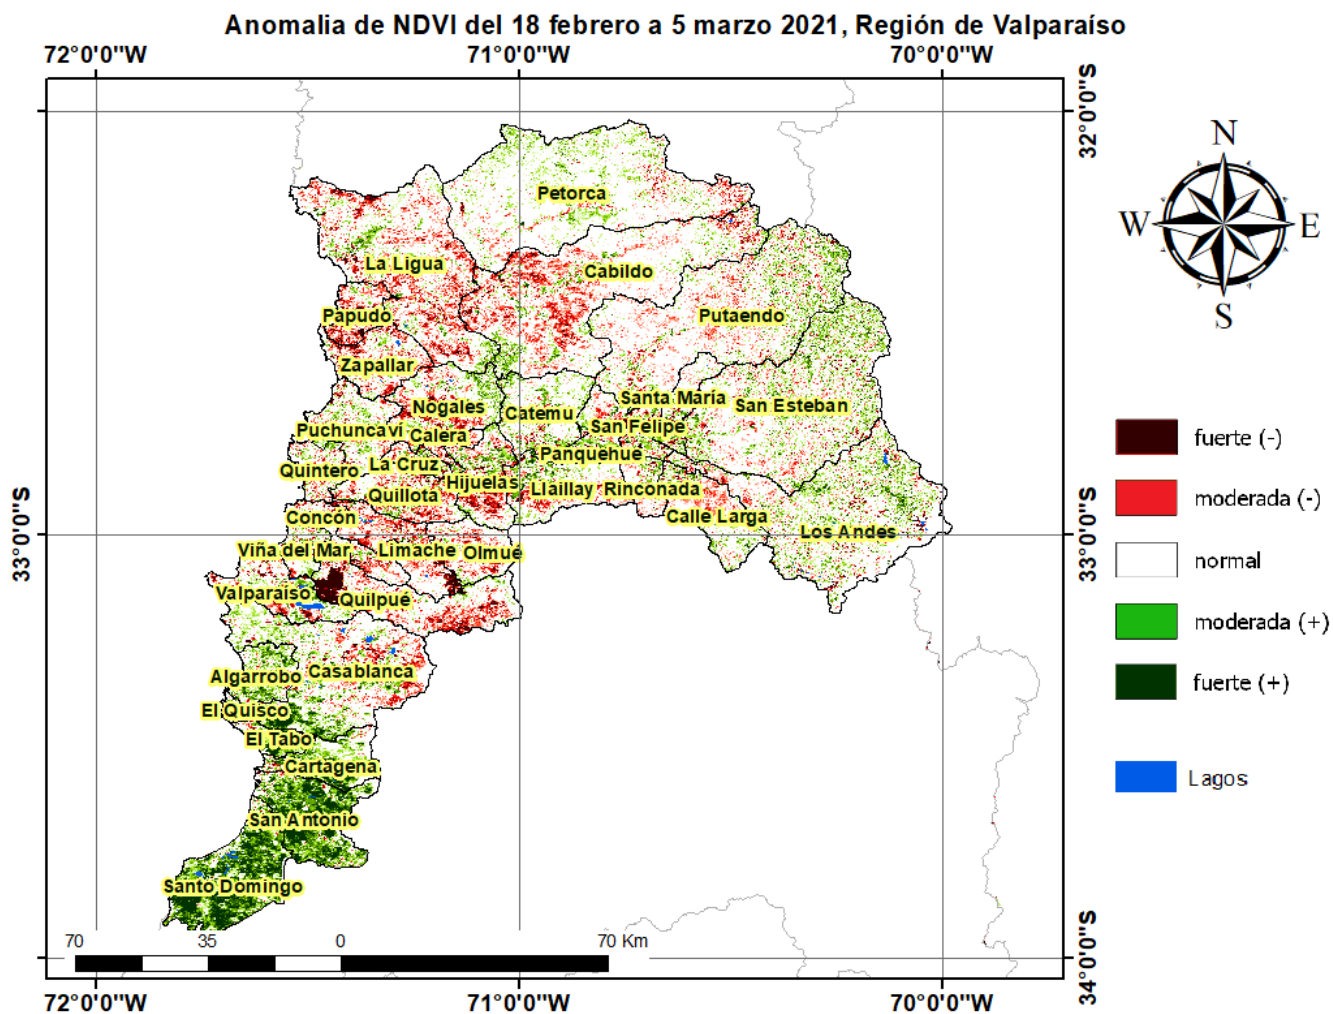 Anomalia de NDVI del 18 febrero a 5 marzo 2021, Región de Valparaíso
72°0'0"W 71°0'0"W 70°0'0"W
32°0'0"S
N
W E
S
Petorca
La Ligua
Cabildo
Papudo
Putaendo
Zapallar
Santa María
Nogales
San Esteban
Catemu
Puchuncaví
Calera
San Felipe
Panquehue
La Cruz
Quintero
Hijuelas
Quillota
Llaillay
Rinconada
Concón
Calle Larga
Los Andes
33°0'0"S
33°0'0"S
Viña del Mar
Limache
Olmué
Valparaíso
Quilpué
Algarrobo
Casablanca
El Quisco
El Tabo
Cartagena
San Antonio
Santo Domingo
fuerte (-)
moderada (-)
normal
moderada (+)
fuerte (+)
Lagos
70 35 0 70 Km
34°0'0"S
72°0'0"W 71°0'0"W 70°0'0"W